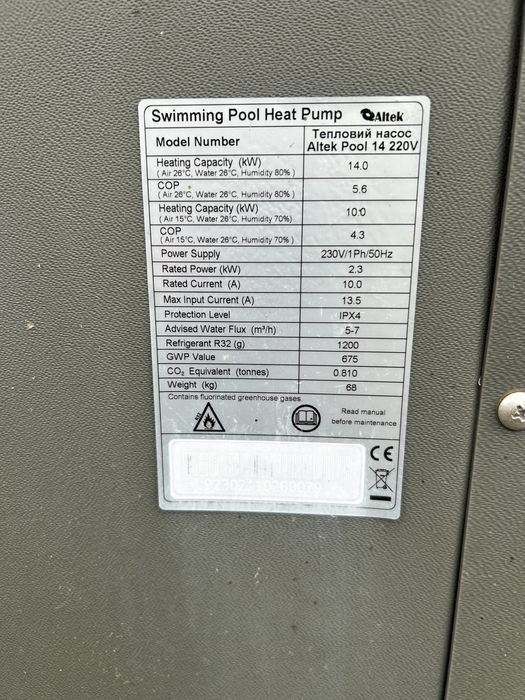 Swimming Pool Heat Pump Altek
Model Number Тепловий насос
Altek Pool 14 220V
Heating Capacity (kW) 14.0
( Air 26°C, Water 26°C, Humidity 80% )
COP 5.6
( Air 26°C, Water 26°C, Humidity 80% )
Heating Capacity (kW) 10.0
( Air 15°C, Water 26°C, Humidity 70%)
COP 4.3
( Air 15°C, Water 26°C, Humidity 70% )
Power Supply 230V/1Ph/50Hz
Rated Power (kW) 2.3
Rated Current (A) 10.0
Max Input Current (A) 13.5
Protection Level IPX4
Advised Water Flux (m³/h) 5-7
Refrigerant R32 (g) 1200
GWP Value 675
CO₂ Equivalent (tonnes) 0.810
Weight (kg) 68
Contains fluorinated greenhouse gases
Read manual
before maintenance
CE